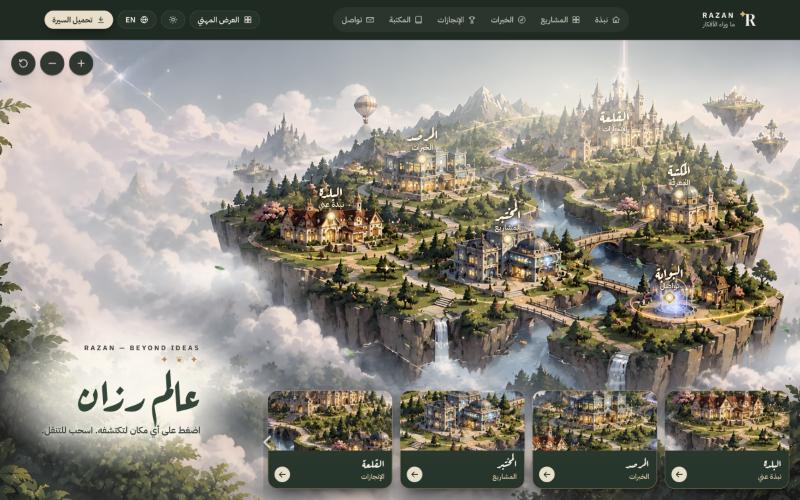 RAZAN
ما وراء الأفكار
R
نبذة
المشاريع
الخبرات
الإنجازات
المكتبة
تواصل
العرض المهني
EN
تحميل السيرة
القلعة
الإنجازات
المرصد
الخبرات
المكتبة
المعرفة
البلدة
نبذة عني
المختبر
المشاريع
البوابة
تواصل
RAZAN — BEYOND IDEAS
عالم رزان
اضغط على أي مكان لتكتشفه. اسحب للتنقل.
البلدة
نبذة عني
المرصد
الخبرات
المختبر
المشاريع
القلعة
الإنجازات